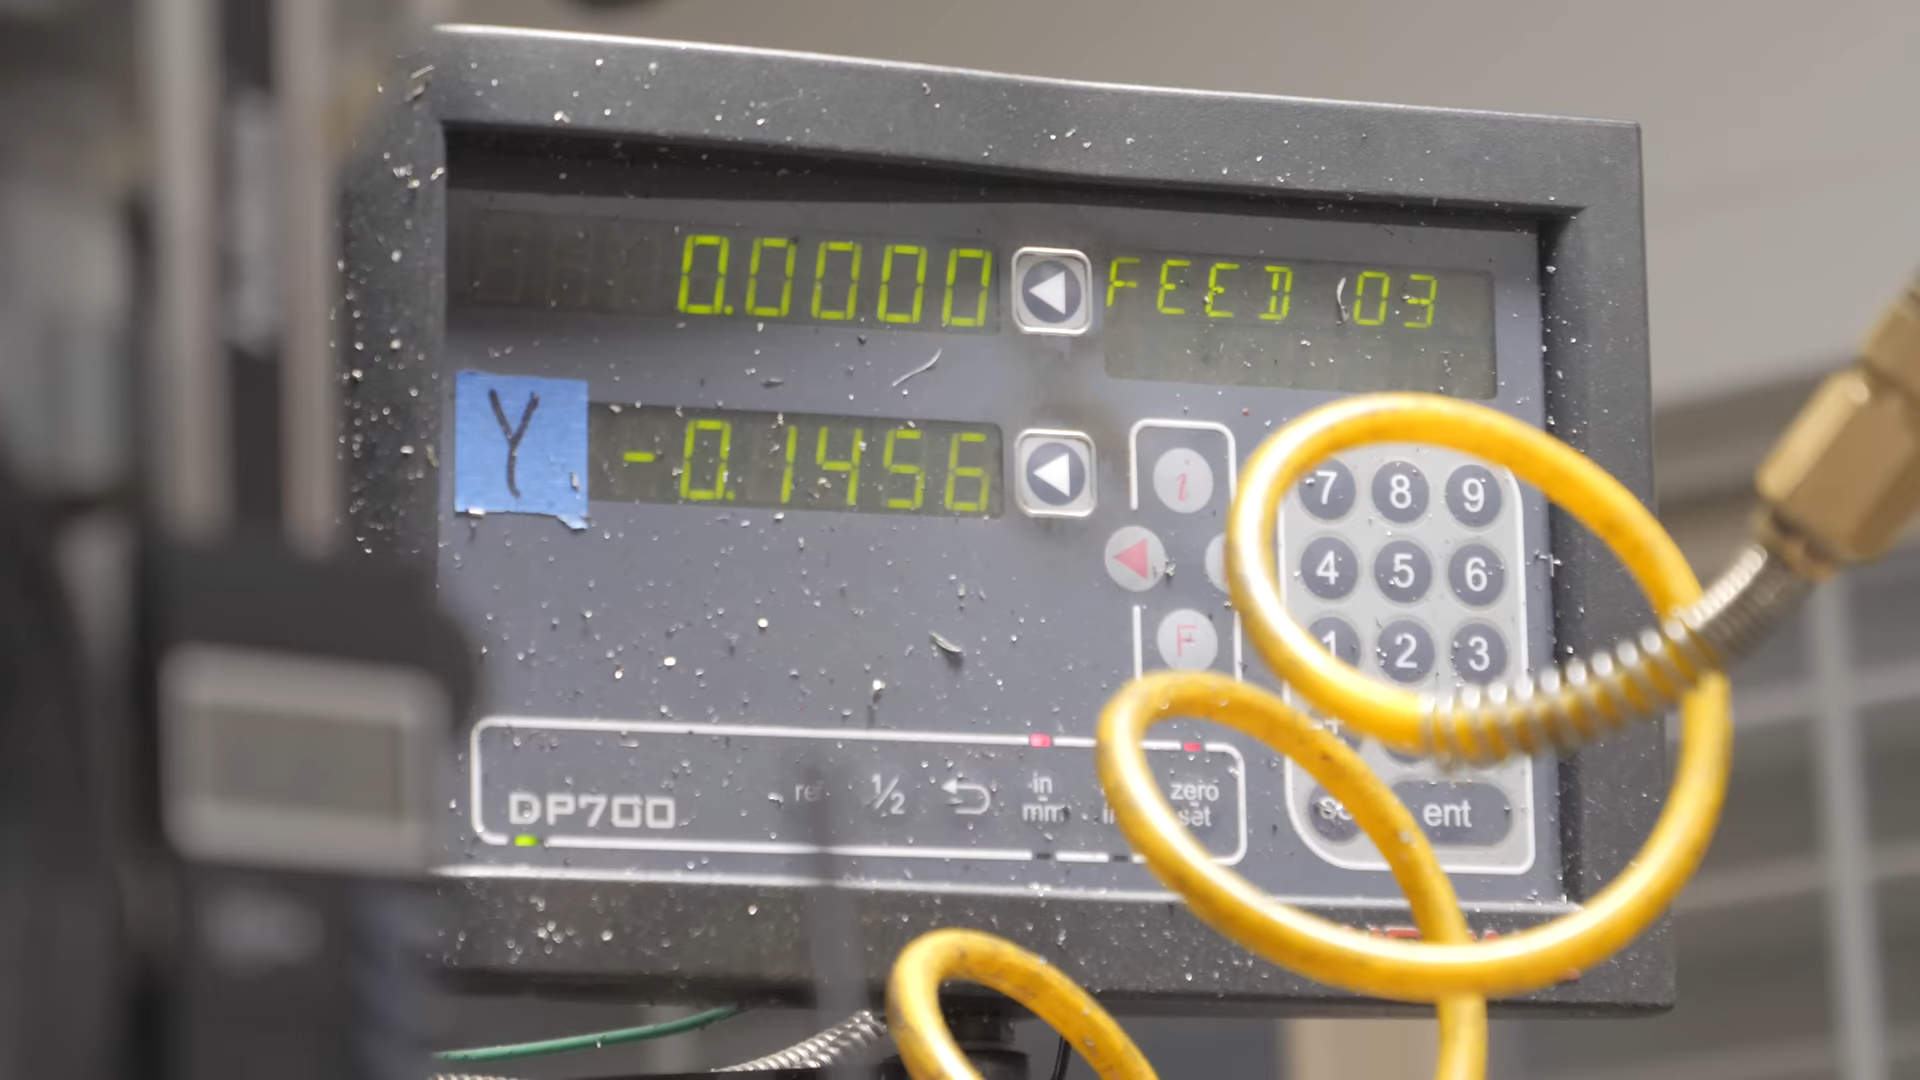 0.0000
FEED 03
Y
-0.1456
i
7 8 9
4 5 6
F
1 2 3
DP700
1/2
in
mm
zero
set
ent